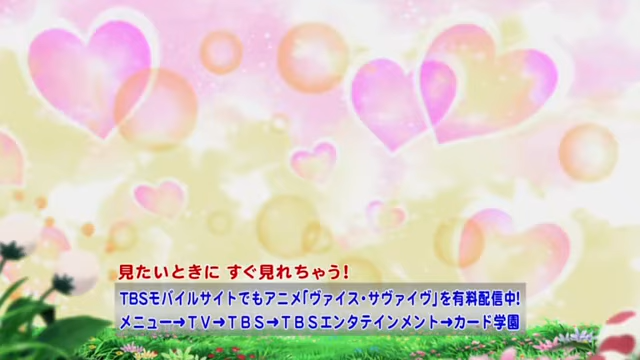 見たいときに すぐ見れちゃう!
TBSモバイルサイトでもアニメ「ヴァイス・サヴァイヴ」を有料配信中!
メニュー→TV→TBS→TBSエンタテインメント→カード学園